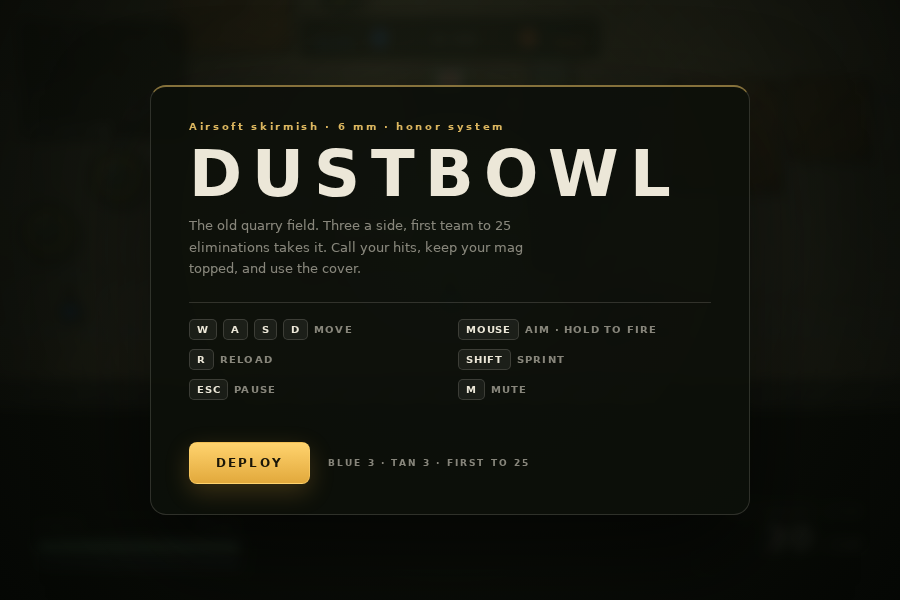 Airsoft skirmish · 6 mm · honor system
DUSTBOWL
The old quarry field. Three a side, first team to 25
eliminations takes it. Call your hits, keep your mag
topped, and use the cover.
W A S D MOVE
MOUSE AIM · HOLD TO FIRE
R RELOAD
SHIFT SPRINT
ESC PAUSE
M MUTE
DEPLOY
BLUE 3 · TAN 3 · FIRST TO 25